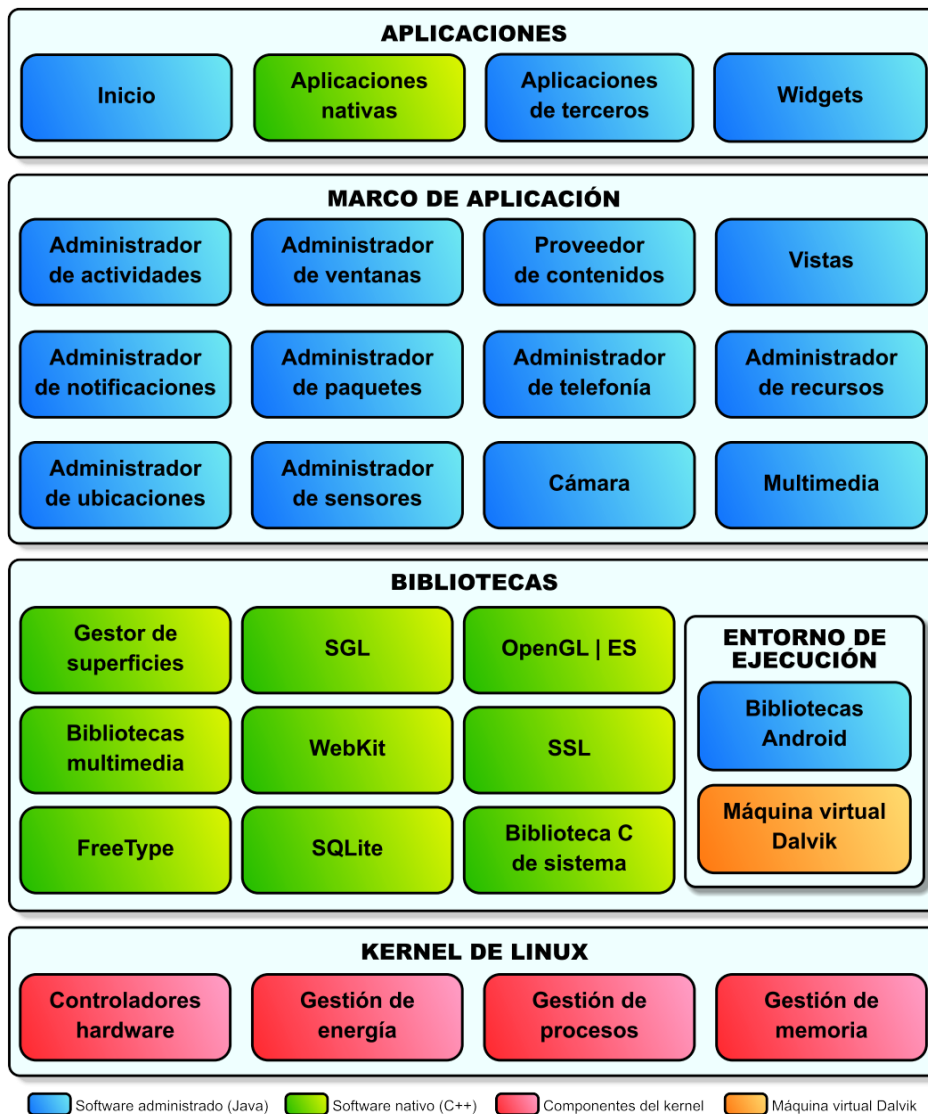 APLICACIONES
Inicio
Aplicaciones
nativas
Aplicaciones
de terceros
Widgets
MARCO DE APLICACIÓN
Administrador
de actividades
Administrador
de ventanas
Proveedor
de contenidos
Vistas
Administrador
de notificaciones
Administrador
de paquetes
Administrador
de telefonía
Administrador
de recursos
Administrador
de ubicaciones
Administrador
de sensores
Cámara
Multimedia
BIBLIOTECAS
Gestor de
superficies
SGL
OpenGL | ES
Bibliotecas
multimedia
WebKit
SSL
FreeType
SQLite
Biblioteca C
de sistema
ENTORNO DE
EJECUCIÓN
Bibliotecas
Android
Máquina virtual
Dalvik
KERNEL DE LINUX
Controladores
hardware
Gestión de
energía
Gestión de
procesos
Gestión de
memoria
Software administrado (Java)
Software nativo (C++)
Componentes del kernel
Máquina virtual Dalvik